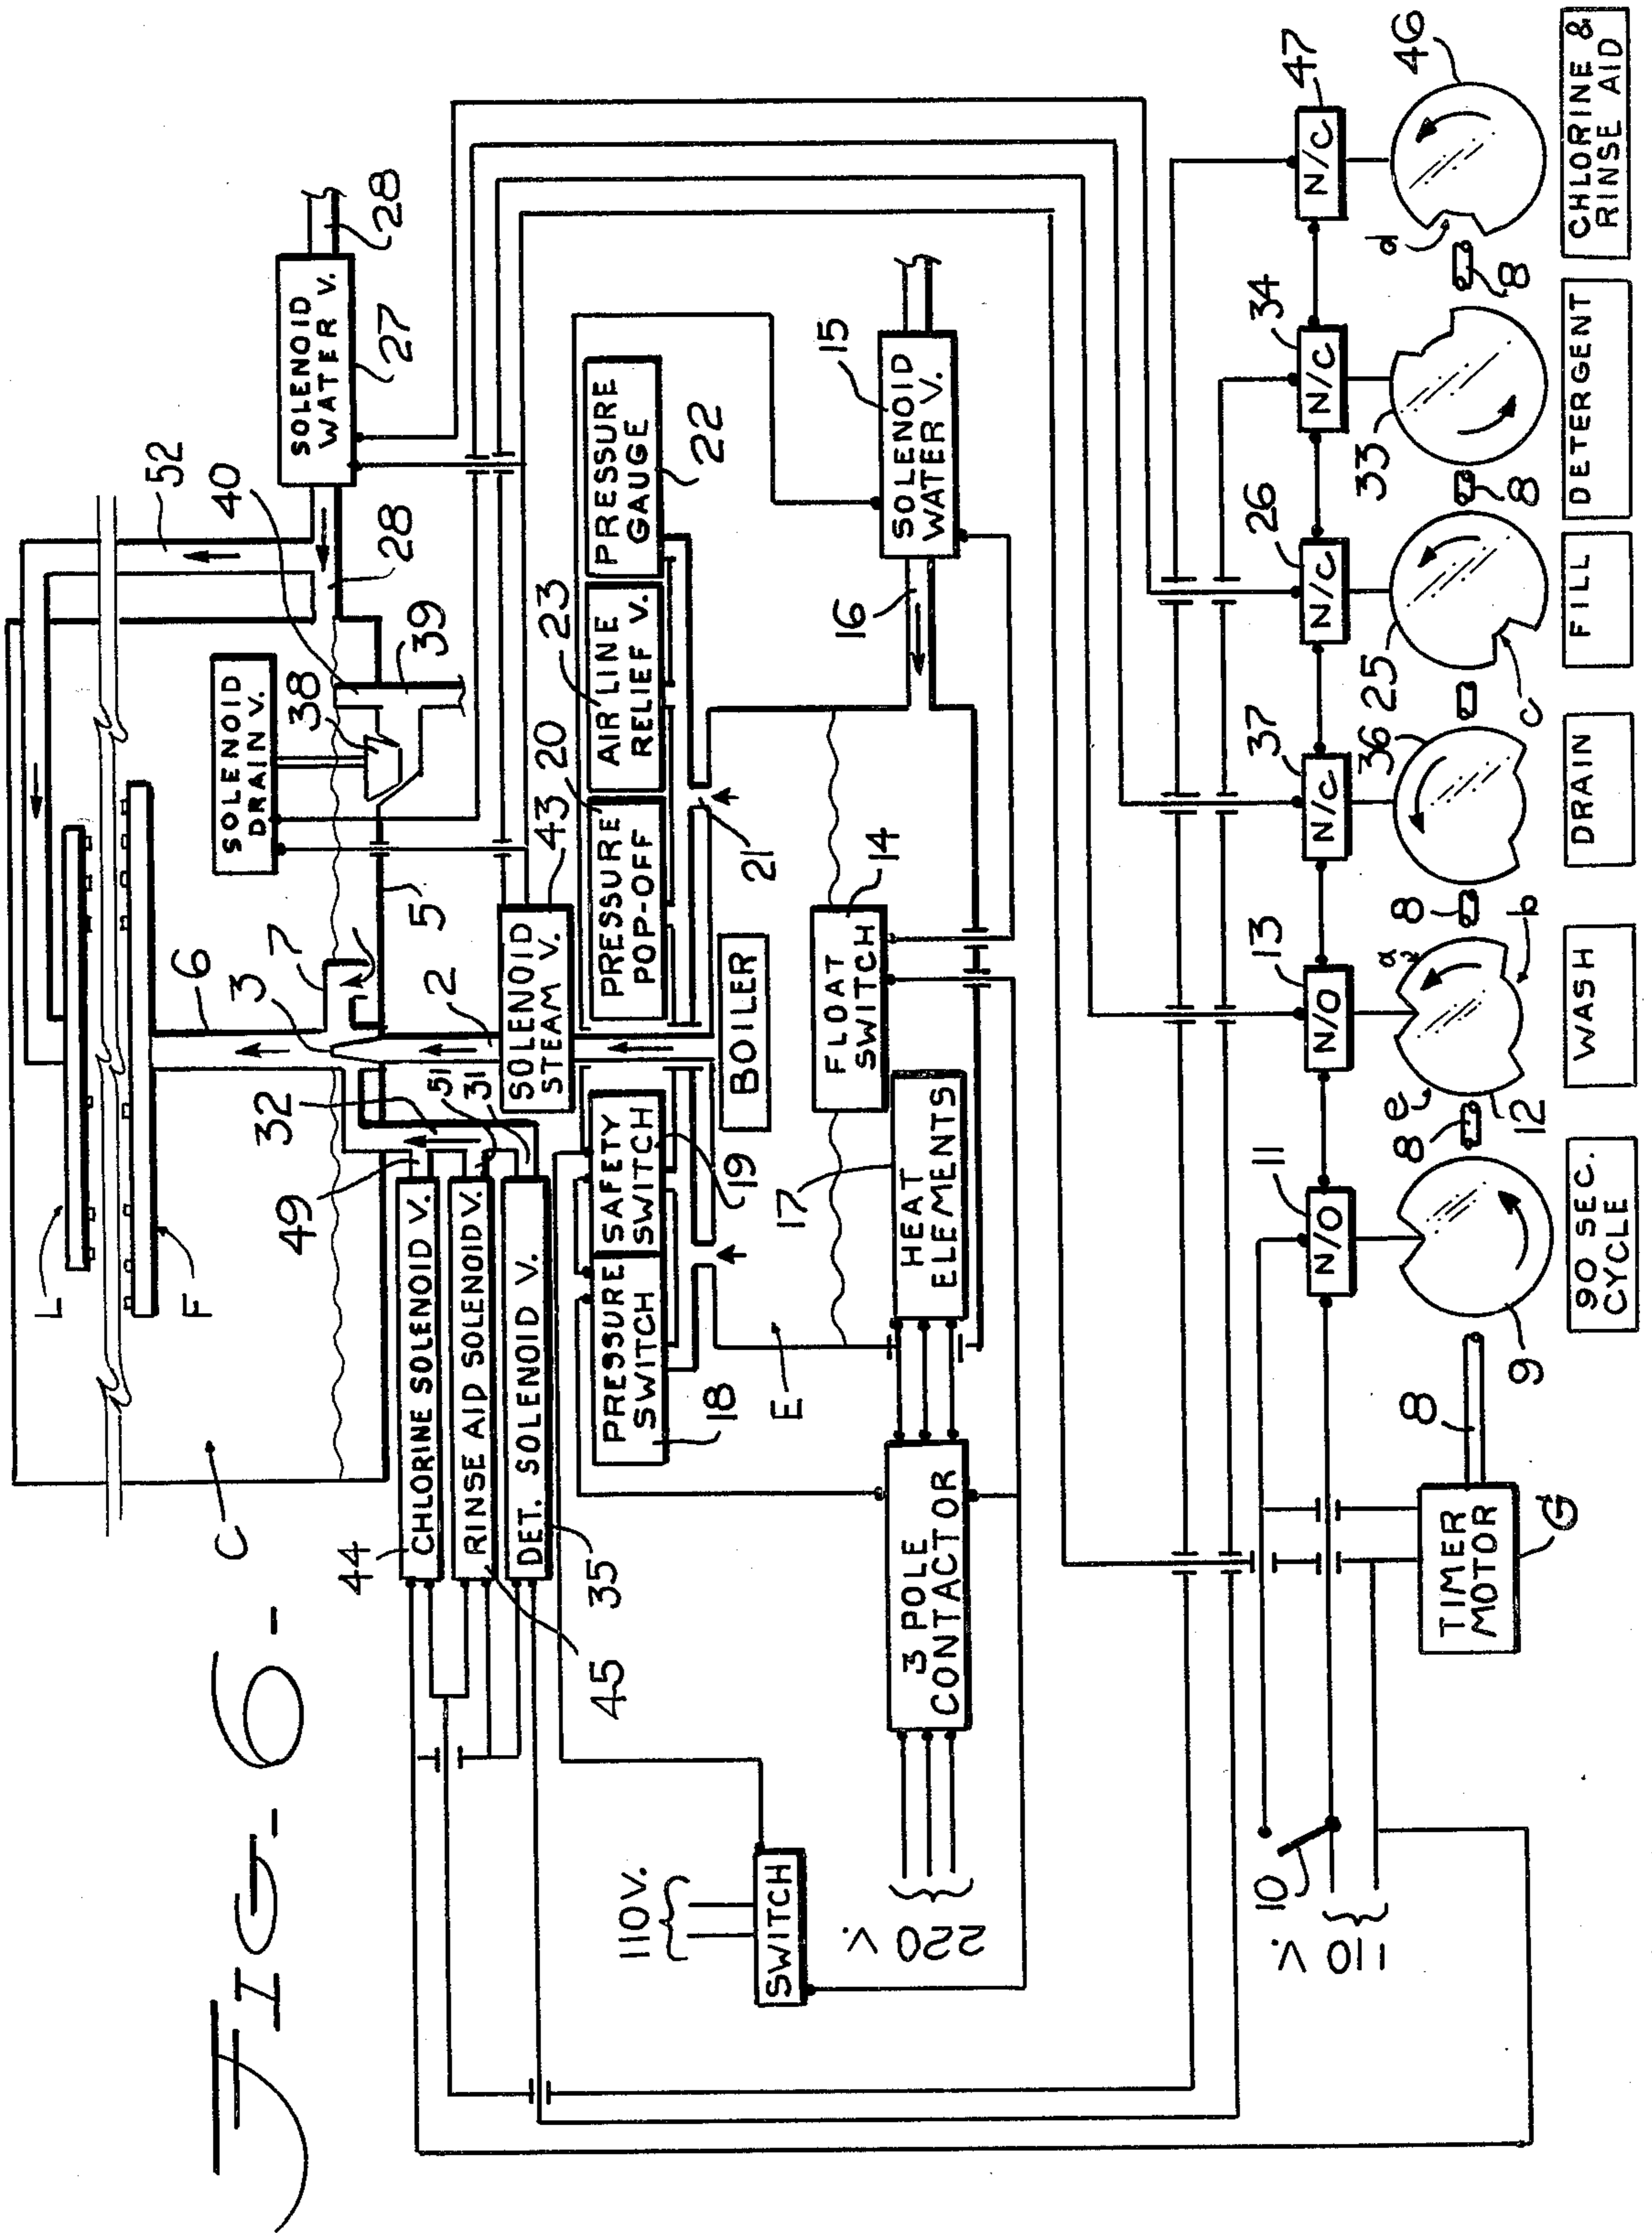 FIG-6-
C
L
F
6
3
7
5
2
52
40
28
SOLENOID
WATER V.
27
28
SOLENOID
DRAIN V.
38
39
49
32
51
31
44
CHLORINE SOLENOID V.
RINSE AID SOLENOID V.
DET. SOLENOID V.
45
35
SOLENOID
STEAM V.
43
20
23
PRESSURE
SWITCH
18
SAFETY
SWITCH
19
PRESSURE
POP-OFF
AIR LINE
RELIEF V.
PRESSURE
GAUGE
22
21
BOILER
E
17
HEAT
ELEMENTS
FLOAT
SWITCH
14
16
15
SOLENOID
WATER V.
3 POLE
CONTACTOR
110V.
SWITCH
220 V.
10
110 V.
TIMER
MOTOR
G
8
11
N/O
13
N/O
37
N/C
26
N/C
34
N/C
47
N/C
9
8
e
12
a
b
8
36
25
c
8
33
8
d
46
90 SEC.
CYCLE
WASH
DRAIN
FILL
DETERGENT
CHLORINE &
RINSE AID